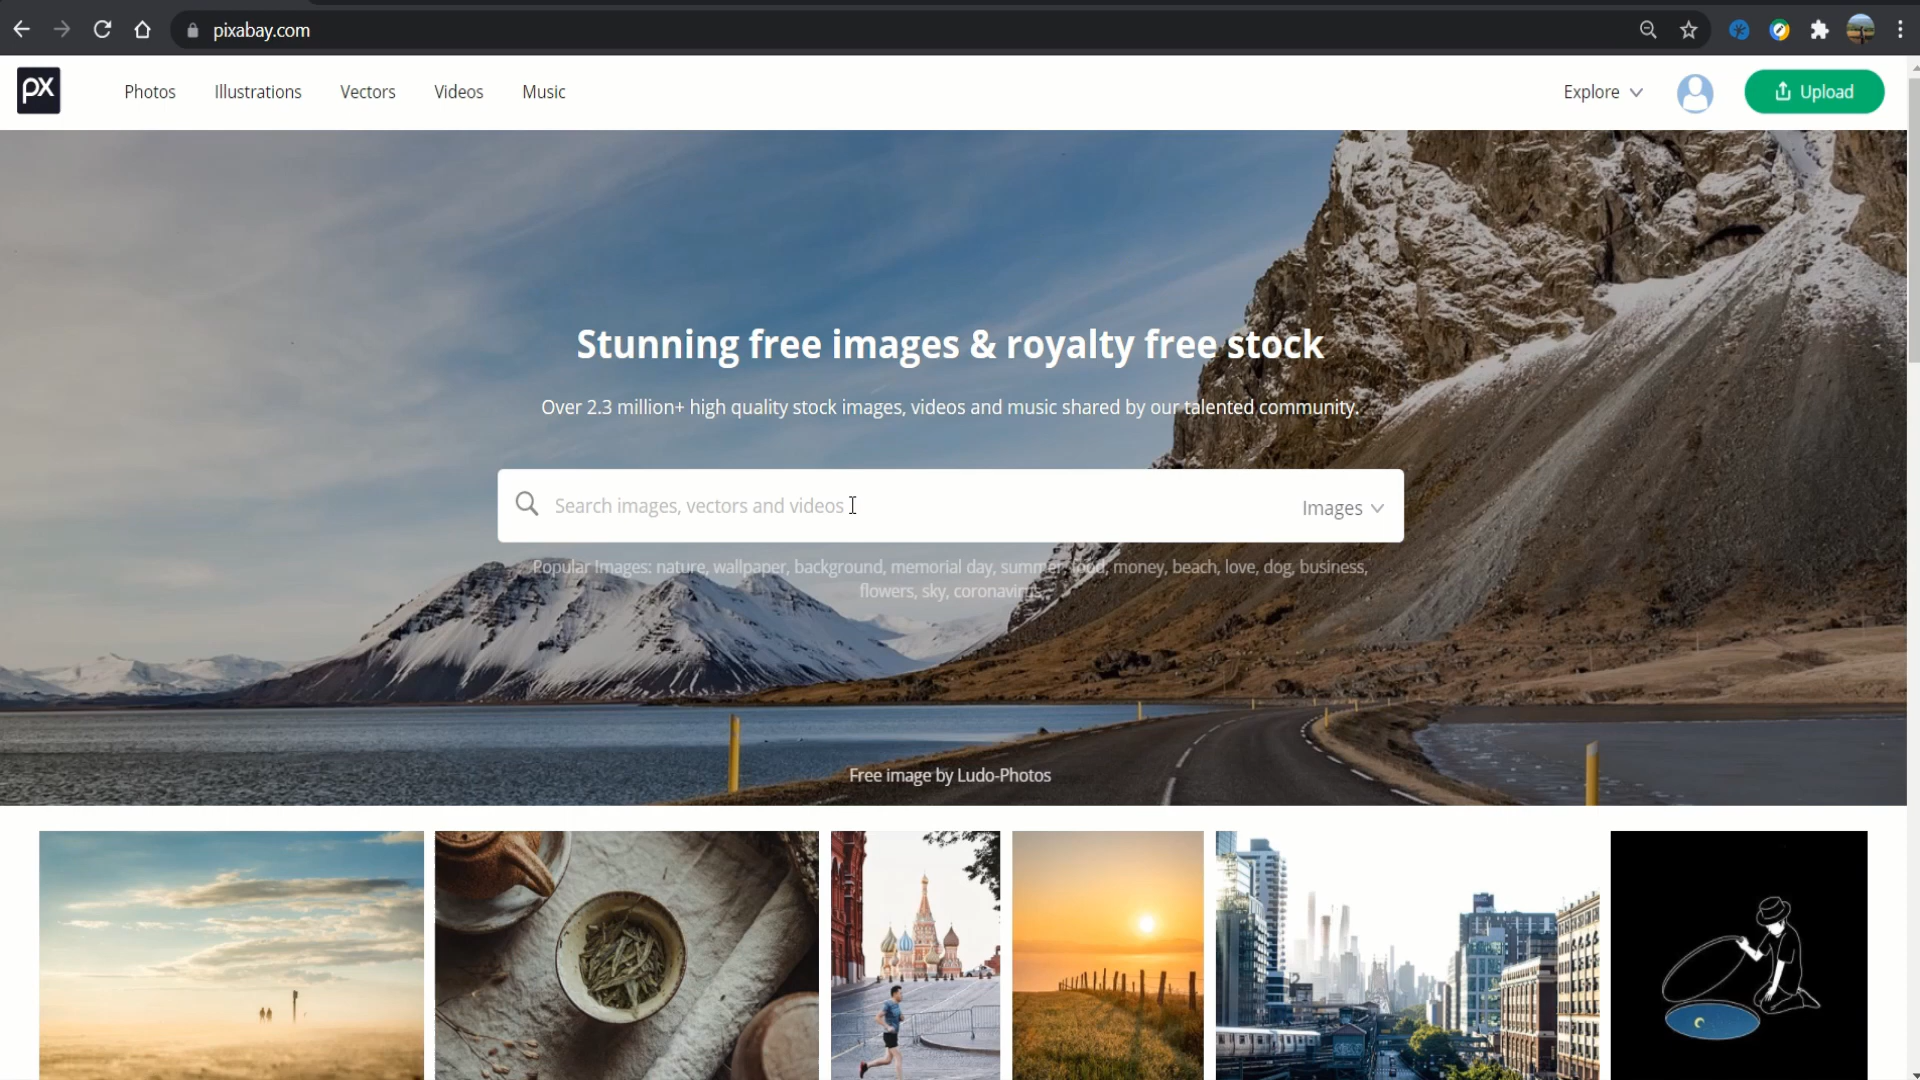 pixabay.com
px
Photos Illustrations Vectors Videos Music Explore Upload
Stunning free images & royalty free stock
Over 2.3 million+ high quality stock images, videos and music shared by our talented community.
Search images, vectors and videos Images
Popular Images: nature, wallpaper, background, memorial day, summer, food, money, beach, love, dog, business,
flowers, sky, coronavirus
Free image by Ludo-Photos